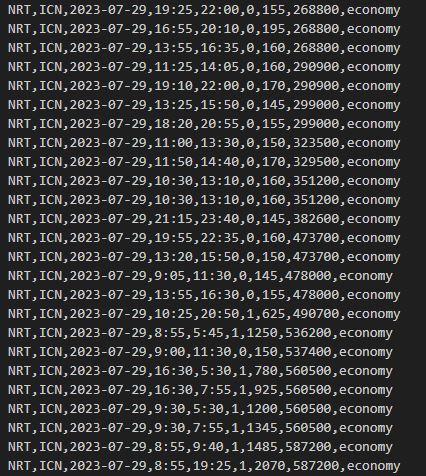 NRT,ICN,2023-07-29,19:25,22:00,0,155,268800,economy
NRT,ICN,2023-07-29,16:55,20:10,0,195,268800,economy
NRT,ICN,2023-07-29,13:55,16:35,0,160,268800,economy
NRT,ICN,2023-07-29,11:25,14:05,0,160,290900,economy
NRT,ICN,2023-07-29,19:10,22:00,0,170,290900,economy
NRT,ICN,2023-07-29,13:25,15:50,0,145,299000,economy
NRT,ICN,2023-07-29,18:20,20:55,0,155,299000,economy
NRT,ICN,2023-07-29,11:00,13:30,0,150,323500,economy
NRT,ICN,2023-07-29,11:50,14:40,0,170,329500,economy
NRT,ICN,2023-07-29,10:30,13:10,0,160,351200,economy
NRT,ICN,2023-07-29,10:30,13:10,0,160,351200,economy
NRT,ICN,2023-07-29,21:15,23:40,0,145,382600,economy
NRT,ICN,2023-07-29,19:55,22:35,0,160,473700,economy
NRT,ICN,2023-07-29,13:20,15:50,0,150,473700,economy
NRT,ICN,2023-07-29,9:05,11:30,0,145,478000,economy
NRT,ICN,2023-07-29,13:55,16:30,0,155,478000,economy
NRT,ICN,2023-07-29,10:25,20:50,1,625,490700,economy
NRT,ICN,2023-07-29,8:55,5:45,1,1250,536200,economy
NRT,ICN,2023-07-29,9:00,11:30,0,150,537400,economy
NRT,ICN,2023-07-29,16:30,5:30,1,780,560500,economy
NRT,ICN,2023-07-29,16:30,7:55,1,925,560500,economy
NRT,ICN,2023-07-29,9:30,5:30,1,1200,560500,economy
NRT,ICN,2023-07-29,9:30,7:55,1,1345,560500,economy
NRT,ICN,2023-07-29,8:55,9:40,1,1485,587200,economy
NRT,ICN,2023-07-29,8:55,19:25,1,2070,587200,economy